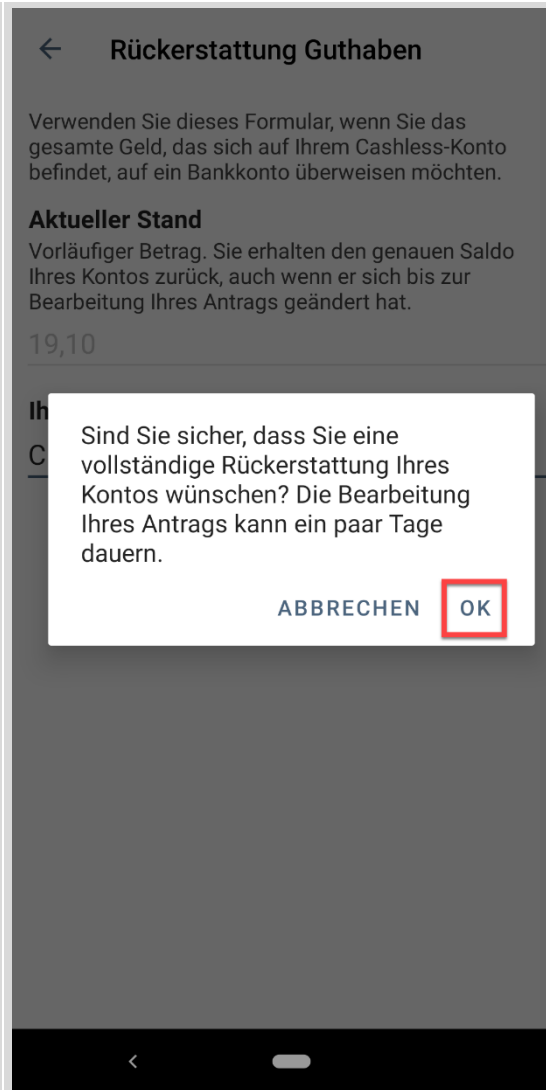 Rückerstattung Guthaben
Verwenden Sie dieses Formular, wenn Sie das
gesamte Geld, das sich auf Ihrem Cashless-Konto
befindet, auf ein Bankkonto überweisen möchten.
Aktueller Stand
Vorläufiger Betrag. Sie erhalten den genauen Saldo
Ihres Kontos zurück, auch wenn er sich bis zur
Bearbeitung Ihres Antrags geändert hat.
19,10
Sind Sie sicher, dass Sie eine
vollständige Rückerstattung Ihres
Kontos wünschen? Die Bearbeitung
Ihres Antrags kann ein paar Tage
dauern.
ABBRECHEN OK